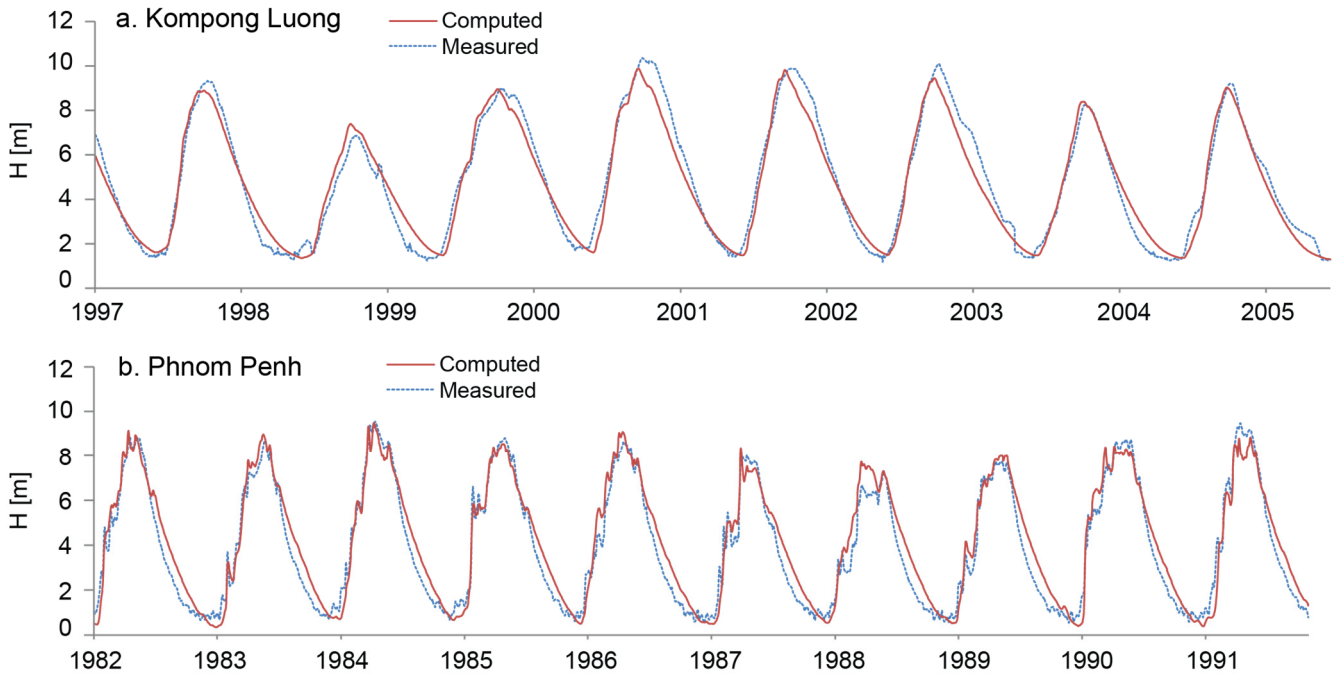 12
a. Kompong Luong
Computed
Measured
10
8
6
4
2
0
H [m]
1997 1998 1999 2000 2001 2002 2003 2004 2005
12
b. Phnom Penh
Computed
Measured
10
8
6
4
2
0
H [m]
1982 1983 1984 1985 1986 1987 1988 1989 1990 1991